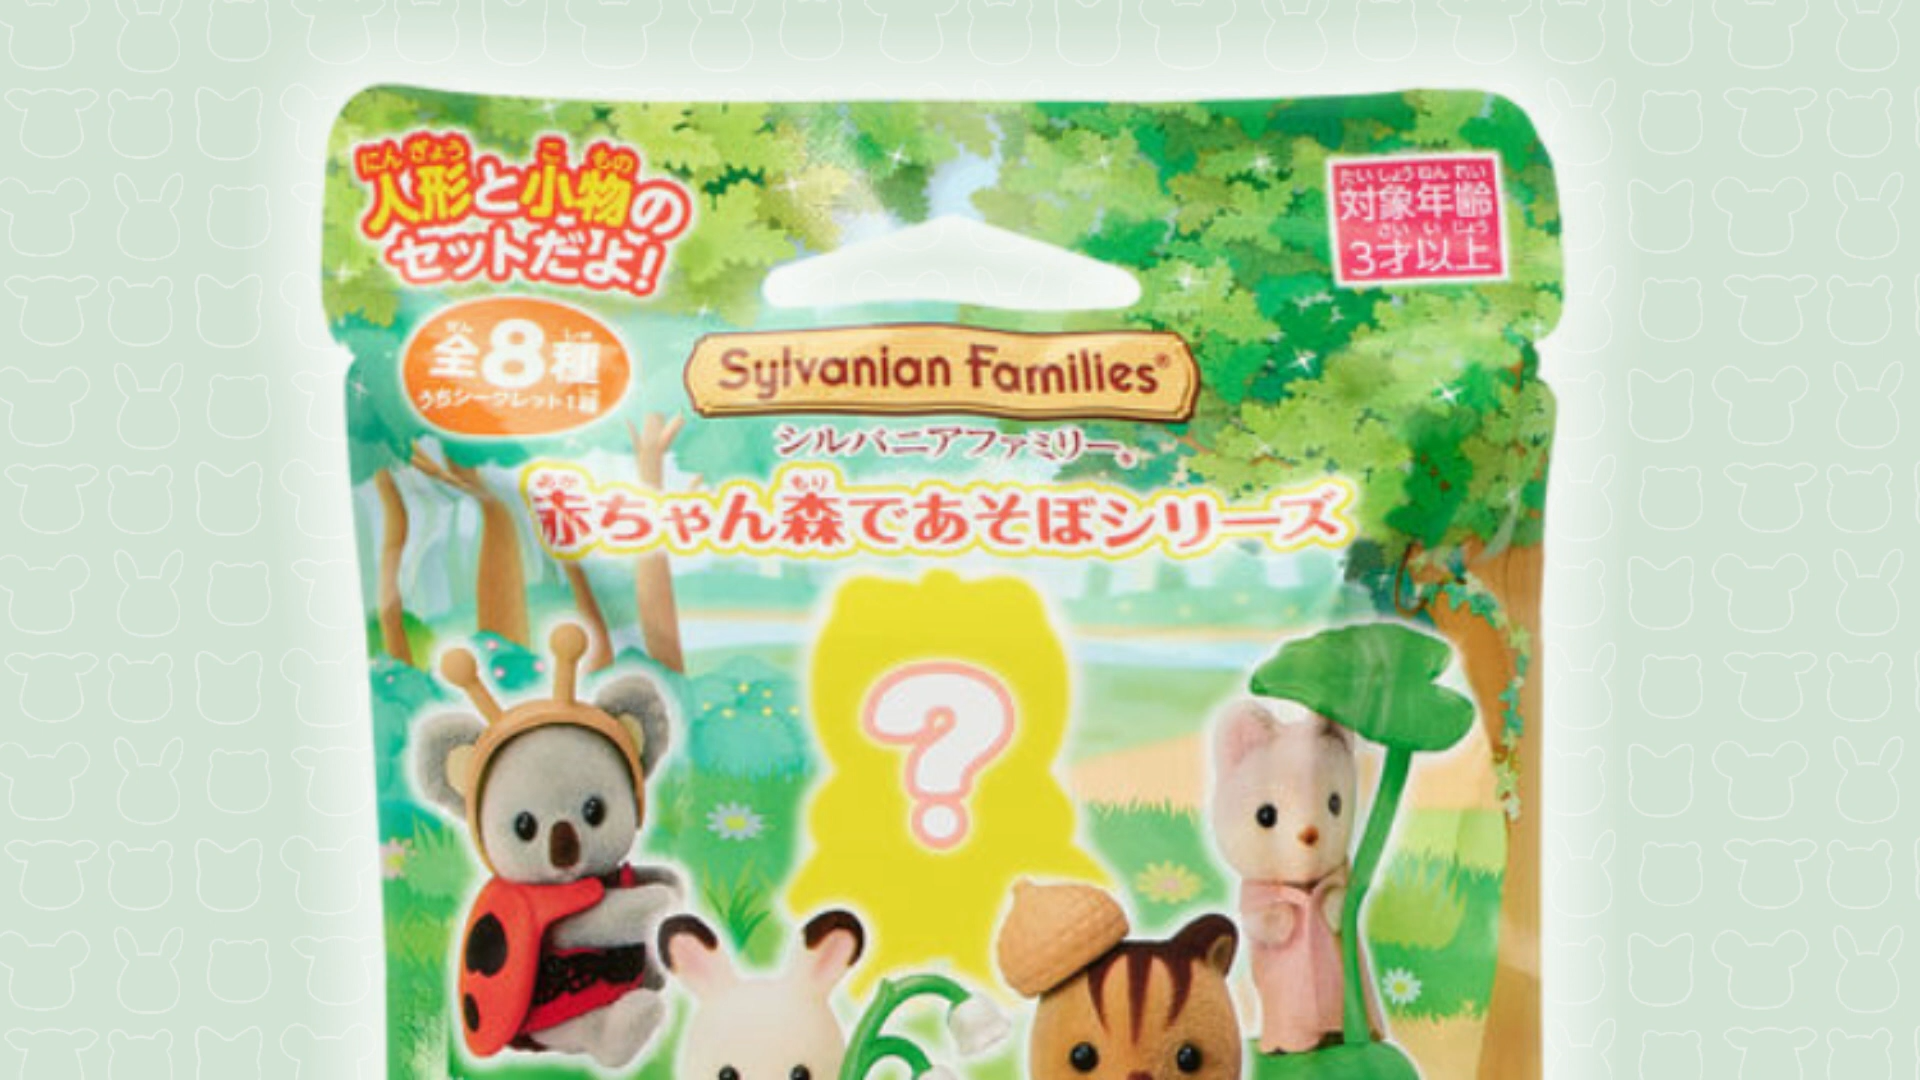 にんぎょう こもの
人形と小物の
セットだよ!
たいしょうねんれい
対象年齢
さいいじょう
3才以上
ぜん しゅ
全8種
うちシークレット1種
Sylvanian Families®
シルバニアファミリー®
あか もり
赤ちゃん森であそぼシリーズ
?